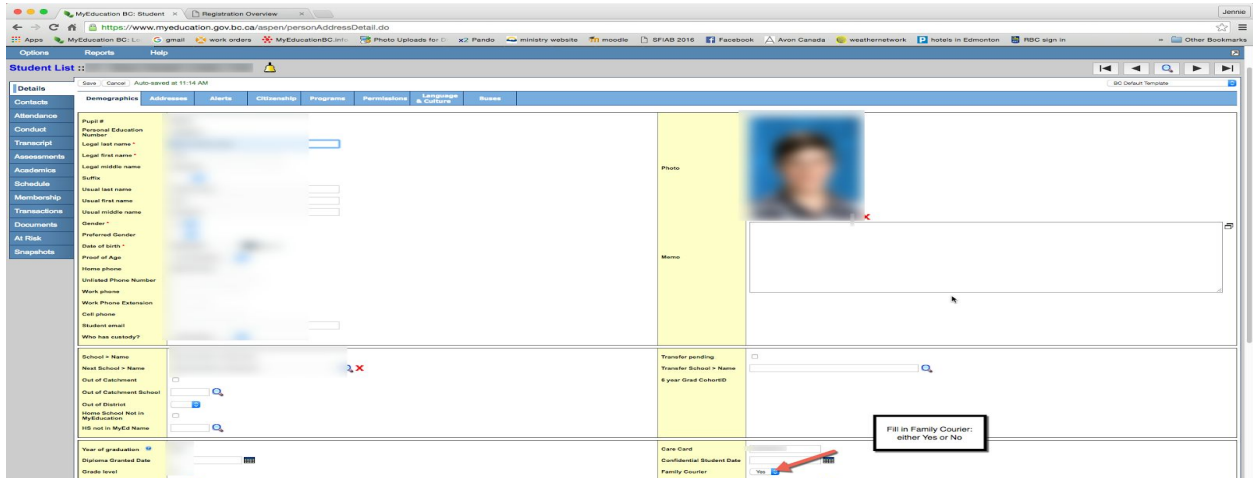 MyEducation BC: Student × Registration Overview × Jennie
https://www.myeducation.gov.bc.ca/aspen/personAddressDetail.do
Apps MyEducation BC: Lo G gmail work orders MyEducationBC.info Photo Uploads for D x2 Pando ministry website moodle SFIAB 2016 Facebook Avon Canada weathernetwork hotels in Edmonton RBC sign in » Other Bookmarks
Options Reports Help
Student List ::
Details
Contacts
Attendance
Conduct
Transcript
Assessments
Academics
Schedule
Membership
Transactions
Documents
At Risk
Snapshots
Save Cancel Auto-saved at 11:14 AM BC Default Template
Demographics Addresses Alerts Citizenship Programs Permissions Language & Culture Buses
Pupil #
Personal Education
Number
Legal last name *
Legal first name *
Legal middle name
Suffix
Usual last name
Usual first name
Usual middle name
Gender *
Preferred Gender
Date of birth *
Proof of Age
Home phone
Unlisted Phone Number
Work phone
Work Phone Extension
Cell phone
Student email
Who has custody?
Photo
Memo
School > Name
Next School > Name
Out of Catchment
Out of Catchment School
Out of District
Home School Not in
MyEducation
HS not in MyEd Name
Transfer pending
Transfer School > Name
6 year Grad CohortID
Year of graduation
Diploma Granted Date
Grade level
Care Card
Confidential Student Date
Family Courier Yes
Fill in Family Courier:
either Yes or No